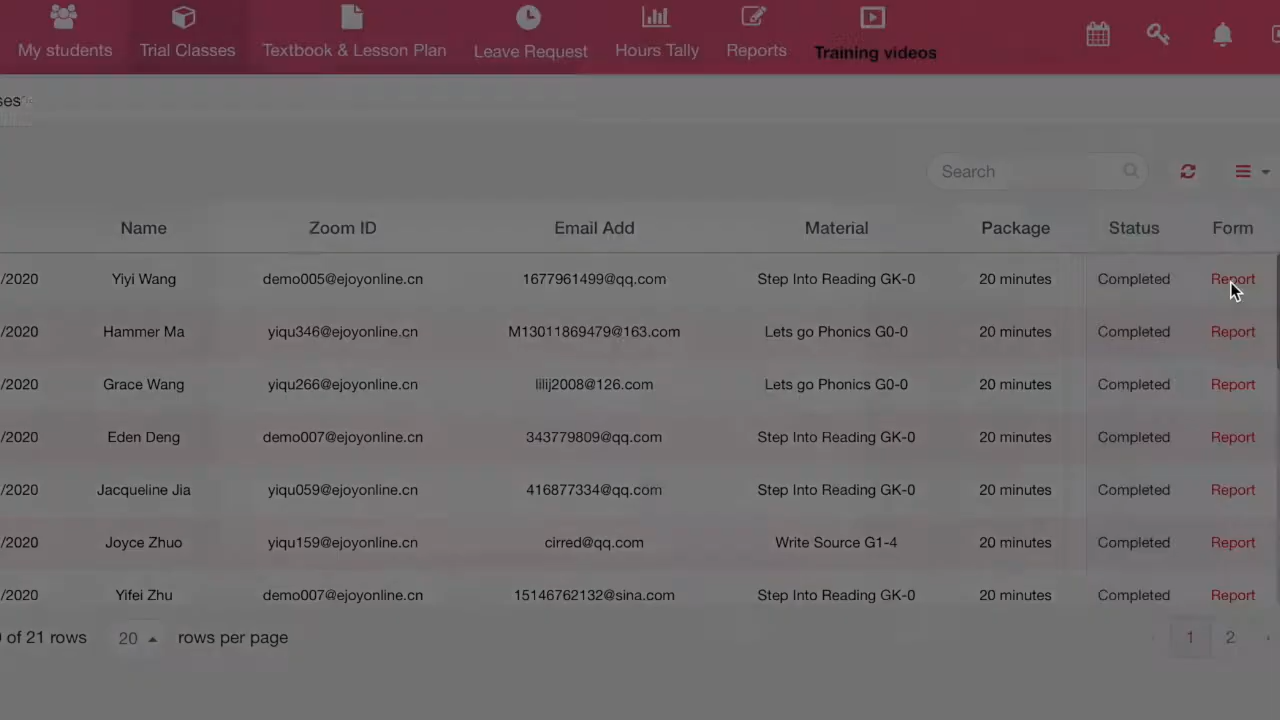 My students Trial Classes Textbook & Lesson Plan Leave Request Hours Tally Reports Training videos
ses
Search
Name Zoom ID Email Add Material Package Status Form
/2020 Yiyi Wang demo005@ejoyonline.cn 1677961499@qq.com Step Into Reading GK-0 20 minutes Completed Report
/2020 Hammer Ma yiqu346@ejoyonline.cn M13011869479@163.com Lets go Phonics G0-0 20 minutes Completed Report
/2020 Grace Wang yiqu266@ejoyonline.cn lilij2008@126.com Lets go Phonics G0-0 20 minutes Completed Report
/2020 Eden Deng demo007@ejoyonline.cn 343779809@qq.com Step Into Reading GK-0 20 minutes Completed Report
/2020 Jacqueline Jia yiqu059@ejoyonline.cn 416877334@qq.com Step Into Reading GK-0 20 minutes Completed Report
/2020 Joyce Zhuo yiqu159@ejoyonline.cn cirred@qq.com Write Source G1-4 20 minutes Completed Report
/2020 Yifei Zhu demo007@ejoyonline.cn 15146762132@sina.com Step Into Reading GK-0 20 minutes Completed Report
of 21 rows 20 rows per page 1 2